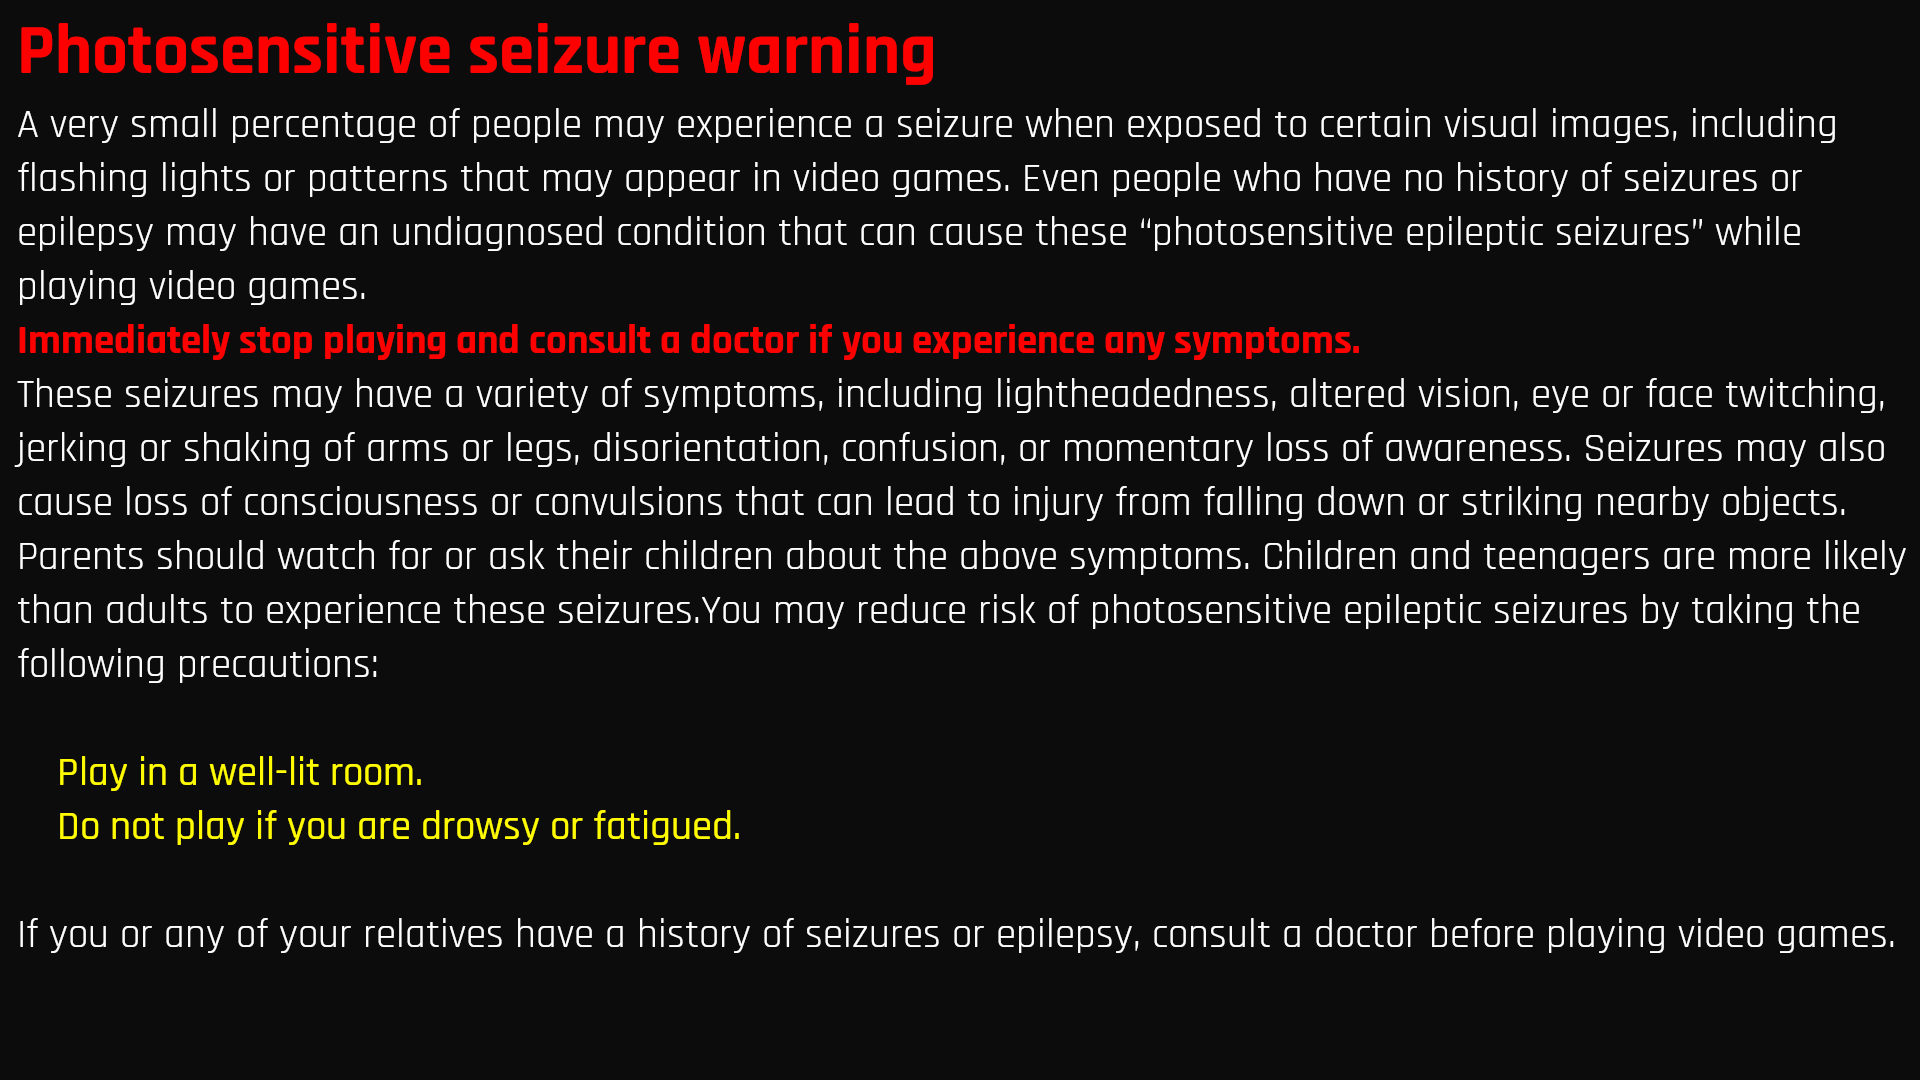 Photosensitive seizure warning
A very small percentage of people may experience a seizure when exposed to certain visual images, including
flashing lights or patterns that may appear in video games. Even people who have no history of seizures or
epilepsy may have an undiagnosed condition that can cause these “photosensitive epileptic seizures” while
playing video games.
Immediately stop playing and consult a doctor if you experience any symptoms.
These seizures may have a variety of symptoms, including lightheadedness, altered vision, eye or face twitching,
jerking or shaking of arms or legs, disorientation, confusion, or momentary loss of awareness. Seizures may also
cause loss of consciousness or convulsions that can lead to injury from falling down or striking nearby objects.
Parents should watch for or ask their children about the above symptoms. Children and teenagers are more likely
than adults to experience these seizures.You may reduce risk of photosensitive epileptic seizures by taking the
following precautions:
Play in a well-lit room.
Do not play if you are drowsy or fatigued.
If you or any of your relatives have a history of seizures or epilepsy, consult a doctor before playing video games.